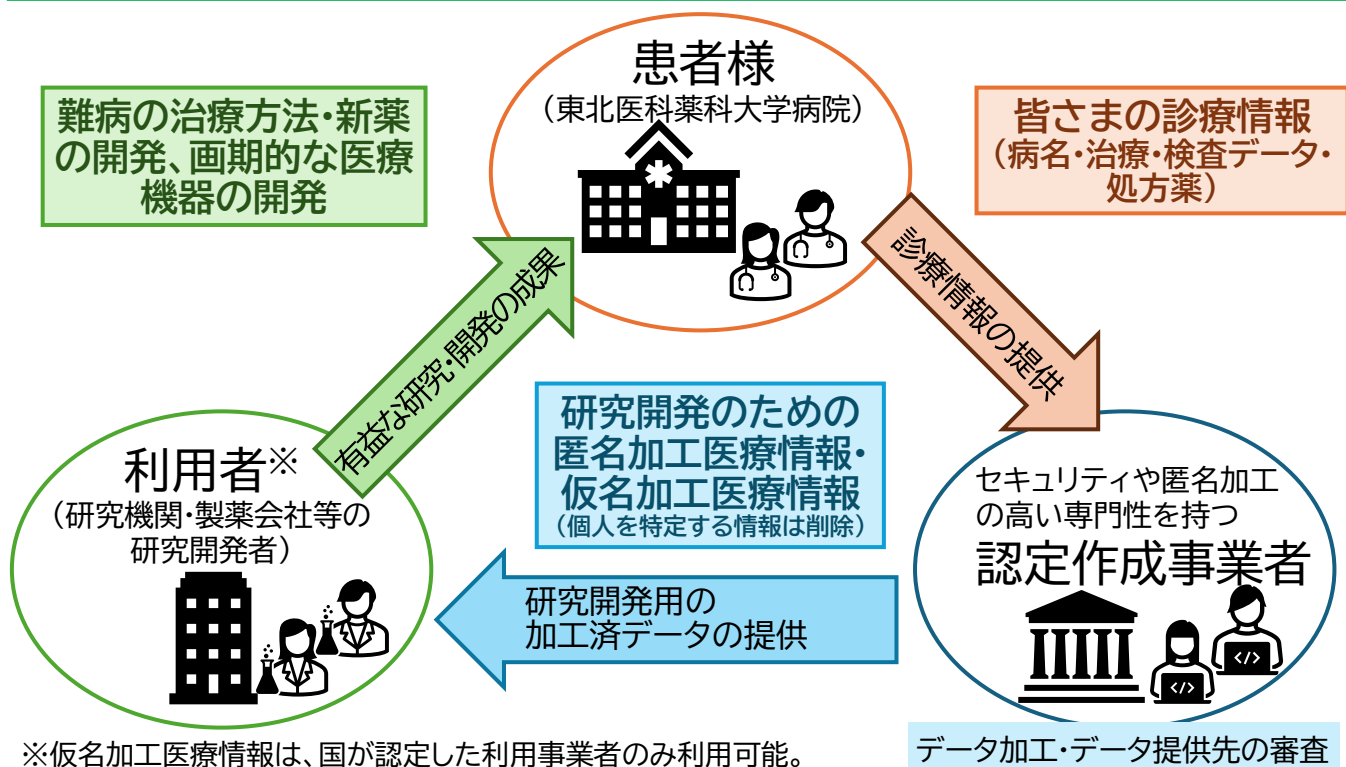 患者様
（東北医科薬科大学病院）
難病の治療方法・新薬
の開発、画期的な医療
機器の開発
皆さまの診療情報
（病名・治療・検査データ・
処方薬）
有益な研究・開発の成果
診療情報の提供
研究開発のための
匿名加工医療情報・
仮名加工医療情報
（個人を特定する情報は削除）
利用者※
（研究機関・製薬会社等の
研究開発者）
セキュリティや匿名加工
の高い専門性を持つ
認定作成事業者
研究開発用の
加工済データの提供
</>
</>
※仮名加工医療情報は、国が認定した利用事業者のみ利用可能。
データ加工・データ提供先の審査